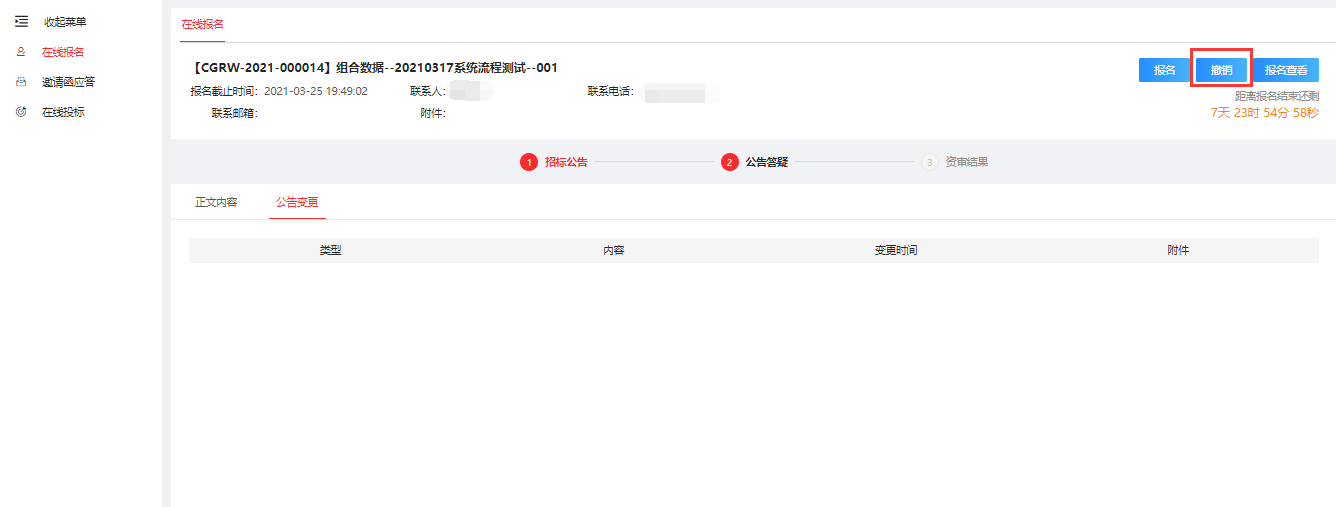 收起菜单
在线报名
邀请函应答
在线投标
在线报名
【CGRW-2021-000014】组合数据--20210317系统流程测试--001
报名 撤销 报名查看
报名截止时间: 2021-03-25 19:49:02 联系人: 联系电话:
距离报名结束还剩
联系邮箱: 附件:
7天 23时 54分 58秒
1 招标公告 2 公告答疑 3 资审结果
正文内容 公告变更
类型 内容 变更时间 附件